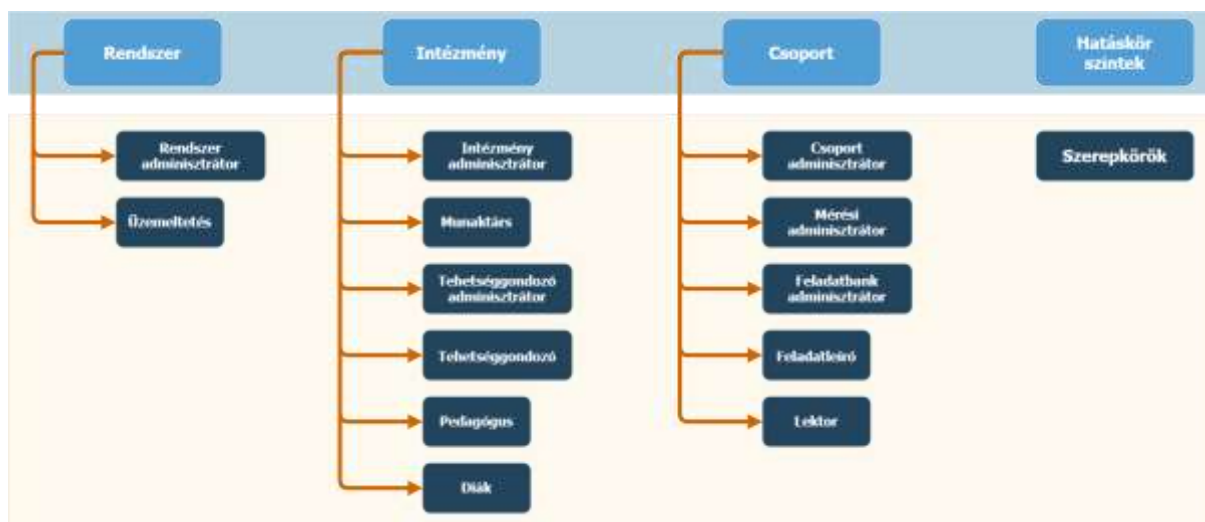 Rendszer
Intézmény
Csoport
Hatáskör
szintek
Rendszer
adminisztrátor
Üzemeltetés
Intézmény
adminisztrátor
Munaktárs
Tehetséggondozó
adminisztrátor
Tehetséggondozó
Pedagógus
Diák
Csoport
adminisztrátor
Mérési
adminisztrátor
Feladatbank
adminisztrátor
Feladatleíró
Lektor
Szerepkörök